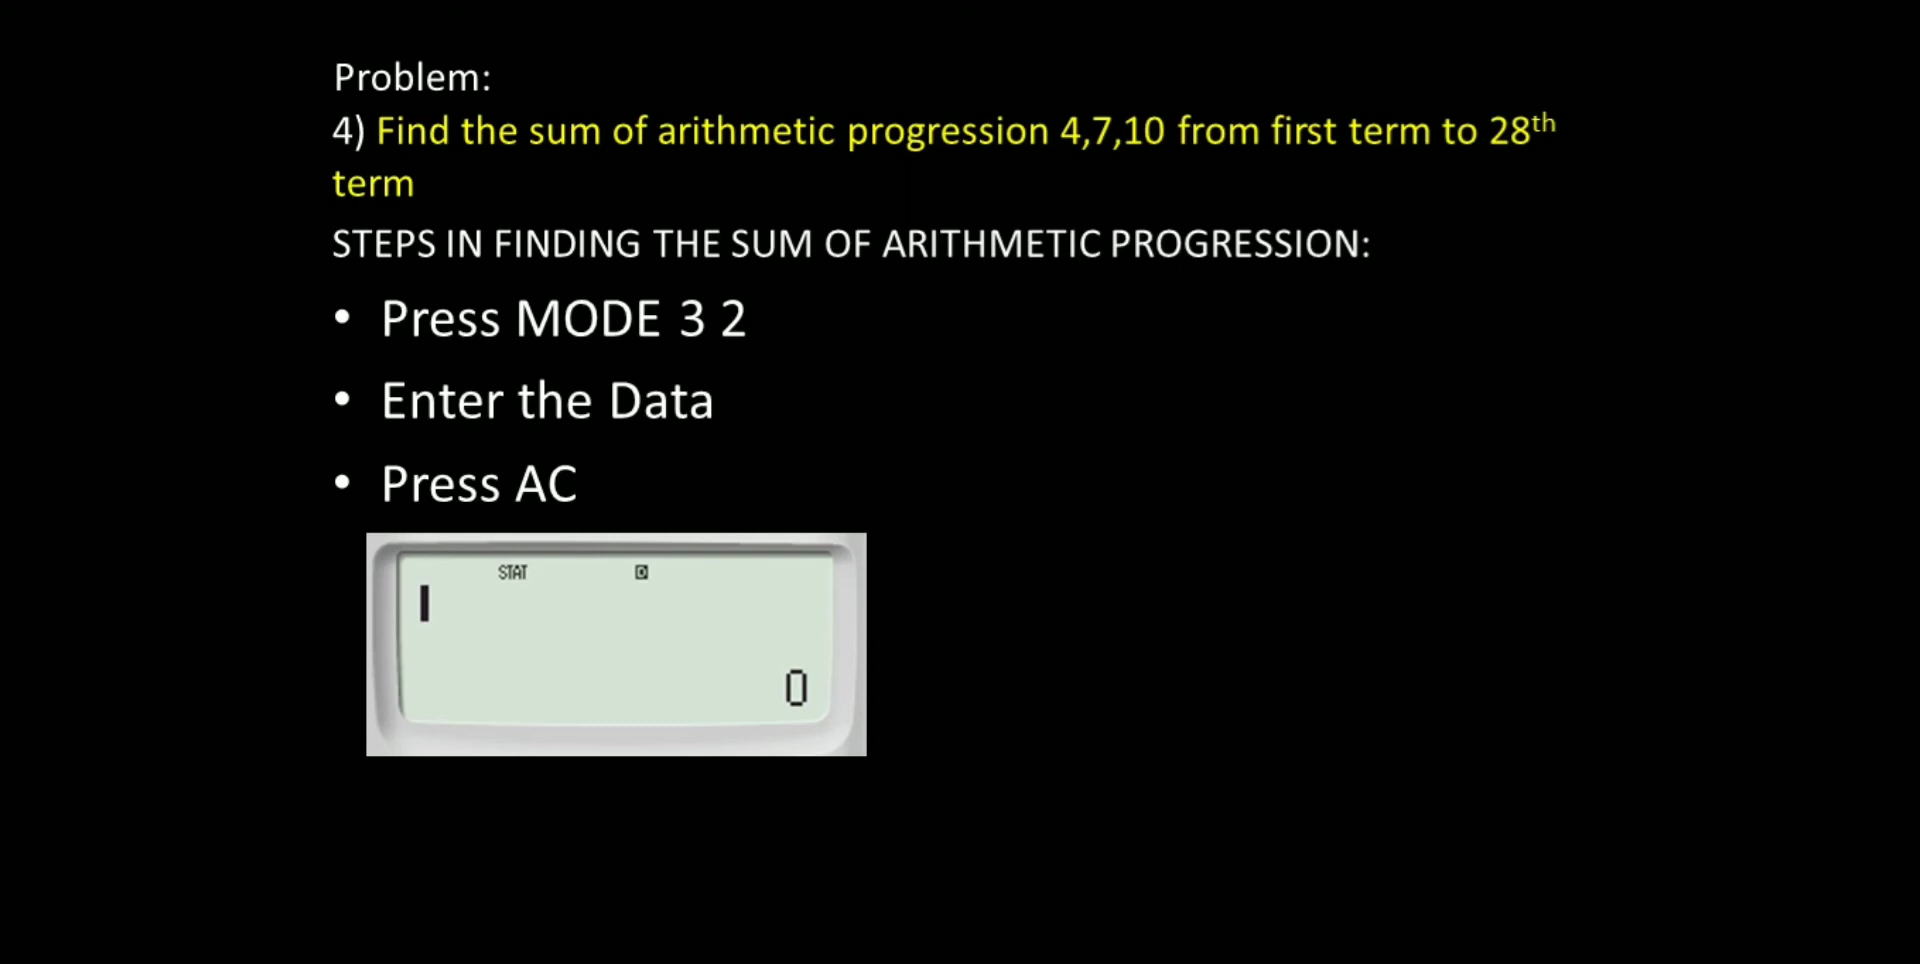 Problem:
4) Find the sum of arithmetic progression 4,7,10 from first term to 28th
term
STEPS IN FINDING THE SUM OF ARITHMETIC PROGRESSION:
• Press MODE 3 2
• Enter the Data
• Press AC
STAT D
0